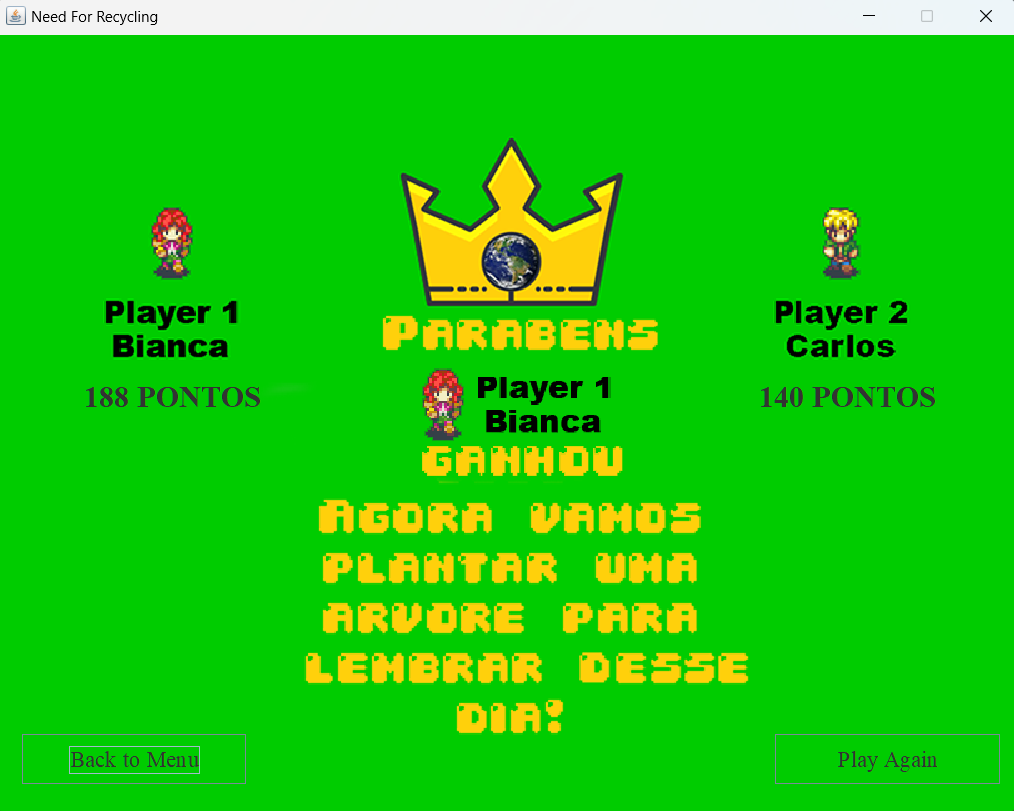 Need For Recycling
Player 1
Bianca
188 PONTOS
PARABENS
Player 1
Bianca
GANHOU
Player 2
Carlos
140 PONTOS
AGORA VAMOS
PLANTAR UMA
ARVORE PARA
LEMBRAR DESSE
DIA!
Back to Menu
Play Again